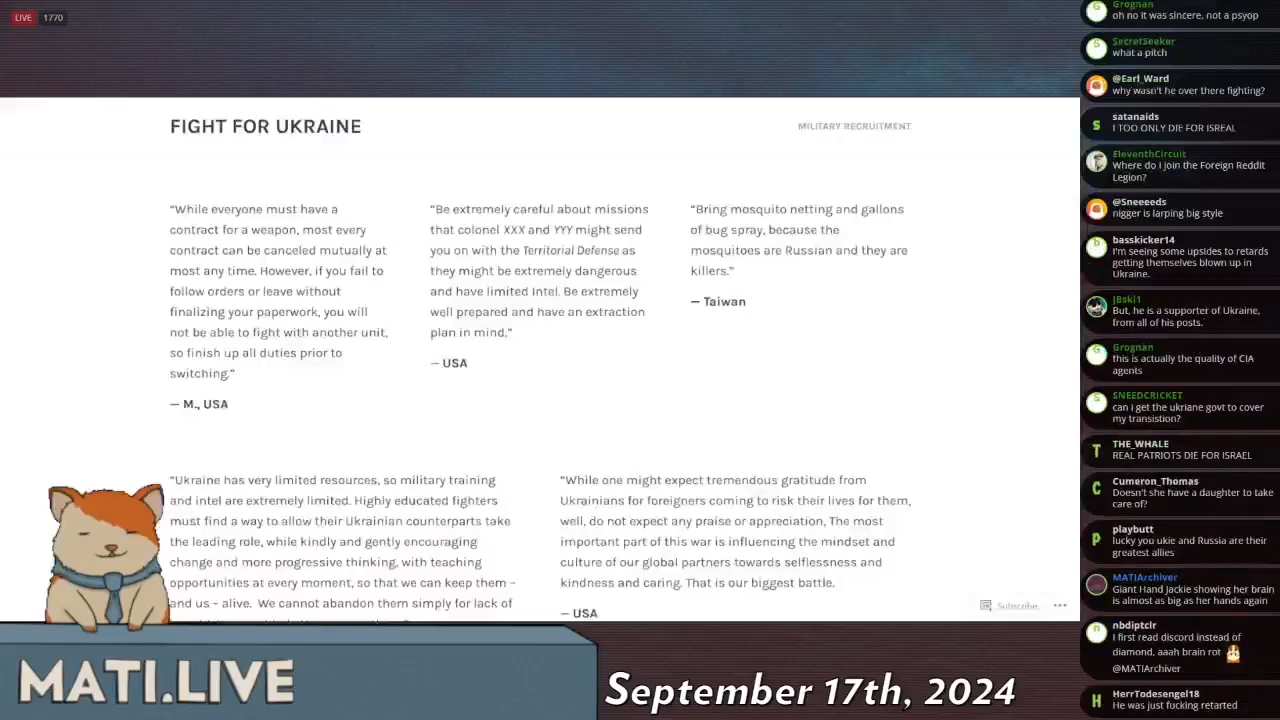 LIVE 1770
FIGHT FOR UKRAINE
MILITARY RECRUITMENT
“While everyone must have a
contract for a weapon, most every
contract can be canceled mutually at
most any time. However, if you fail to
follow orders or leave without
finalizing your paperwork, you will
not be able to fight with another unit,
so finish up all duties prior to
switching.”
— M., USA
“Be extremely careful about missions
that colonel XXX and YYY might send
you on with the Territorial Defense as
they might be extremely dangerous
and have limited Intel. Be extremely
well prepared and have an extraction
plan in mind.”
— USA
“Bring mosquito netting and gallons
of bug spray, because the
mosquitoes are Russian and they are
killers.”
— Taiwan
“Ukraine has very limited resources, so military training
and intel are extremely limited. Highly educated fighters
must find a way to allow their Ukrainian counterparts take
the leading role, while kindly and gently encouraging
change and more progressive thinking, with teaching
opportunities at every moment, so that we can keep them –
and us – alive. We cannot abandon them simply for lack of
“While one might expect tremendous gratitude from
Ukrainians for foreigners coming to risk their lives for them,
well, do not expect any praise or appreciation, The most
important part of this war is influencing the mindset and
culture of our global partners towards selflessness and
kindness and caring. That is our biggest battle.
— USA
Subscribe
MATI.LIVE
September 17th, 2024
Grognan
oh no it was sincere, not a psyop
SecretSeeker
what a pitch
@Earl_Ward
why wasn't he over there fighting?
satanaids
I TOO ONLY DIE FOR ISREAL
EleventhCircuit
Where do I join the Foreign Reddit
Legion?
@Sneeeeds
nigger is larping big style
basskicker14
I'm seeing some upsides to retards
getting themselves blown up in
Ukraine.
JBski1
But, he is a supporter of Ukraine,
from all of his posts.
Grognan
this is actually the quality of CIA
agents
SNEEDCRICKET
can i get the ukriane govt to cover
my transistion?
THE_WHALE
REAL PATRIOTS DIE FOR ISRAEL
Cumeron_Thomas
Doesn't she have a daughter to take
care of?
playbutt
lucky you ukie and Russia are their
greatest allies
MATIArchiver
Giant Hand Jackie showing her brain
is almost as big as her hands again
nbdiptclr
I first read discord instead of
diamond, aaah brain rot
@MATIArchiver
HerrTodesengel18
He was just fucking retarted